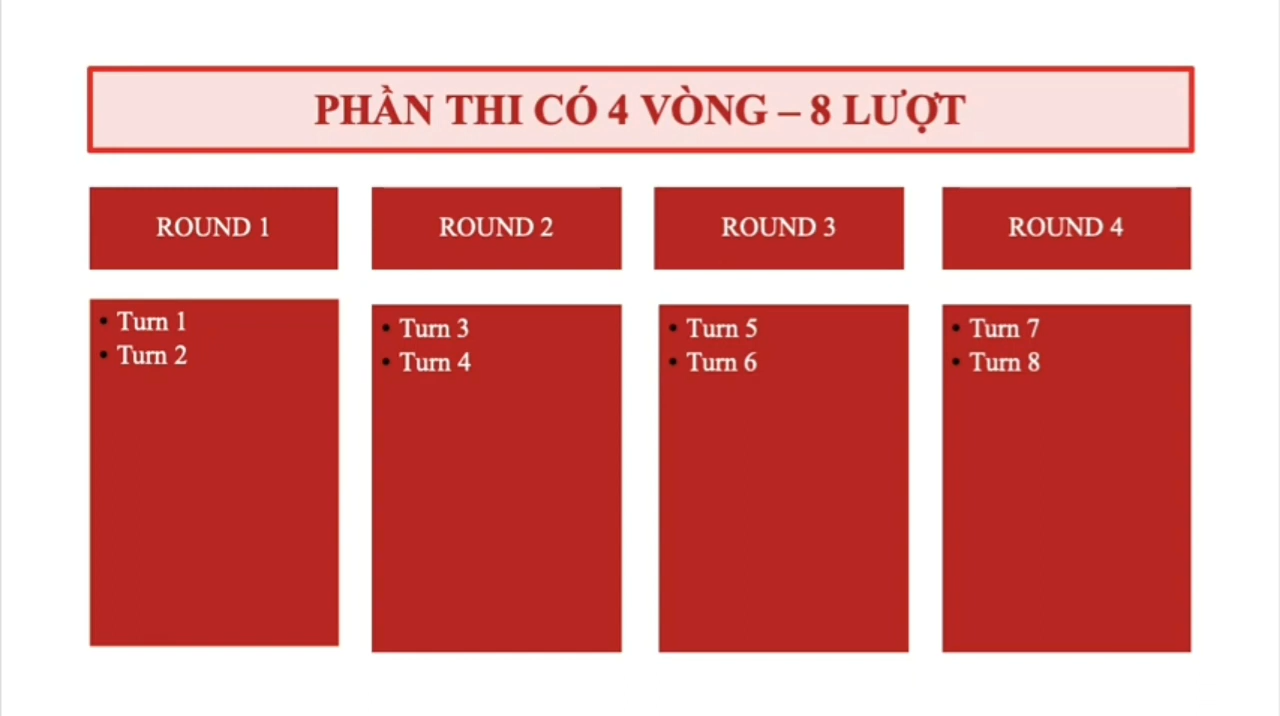 PHẦN THI CÓ 4 VÒNG – 8 LƯỢT
ROUND 1
ROUND 2
ROUND 3
ROUND 4
• Turn 1
• Turn 2
• Turn 3
• Turn 4
• Turn 5
• Turn 6
• Turn 7
• Turn 8